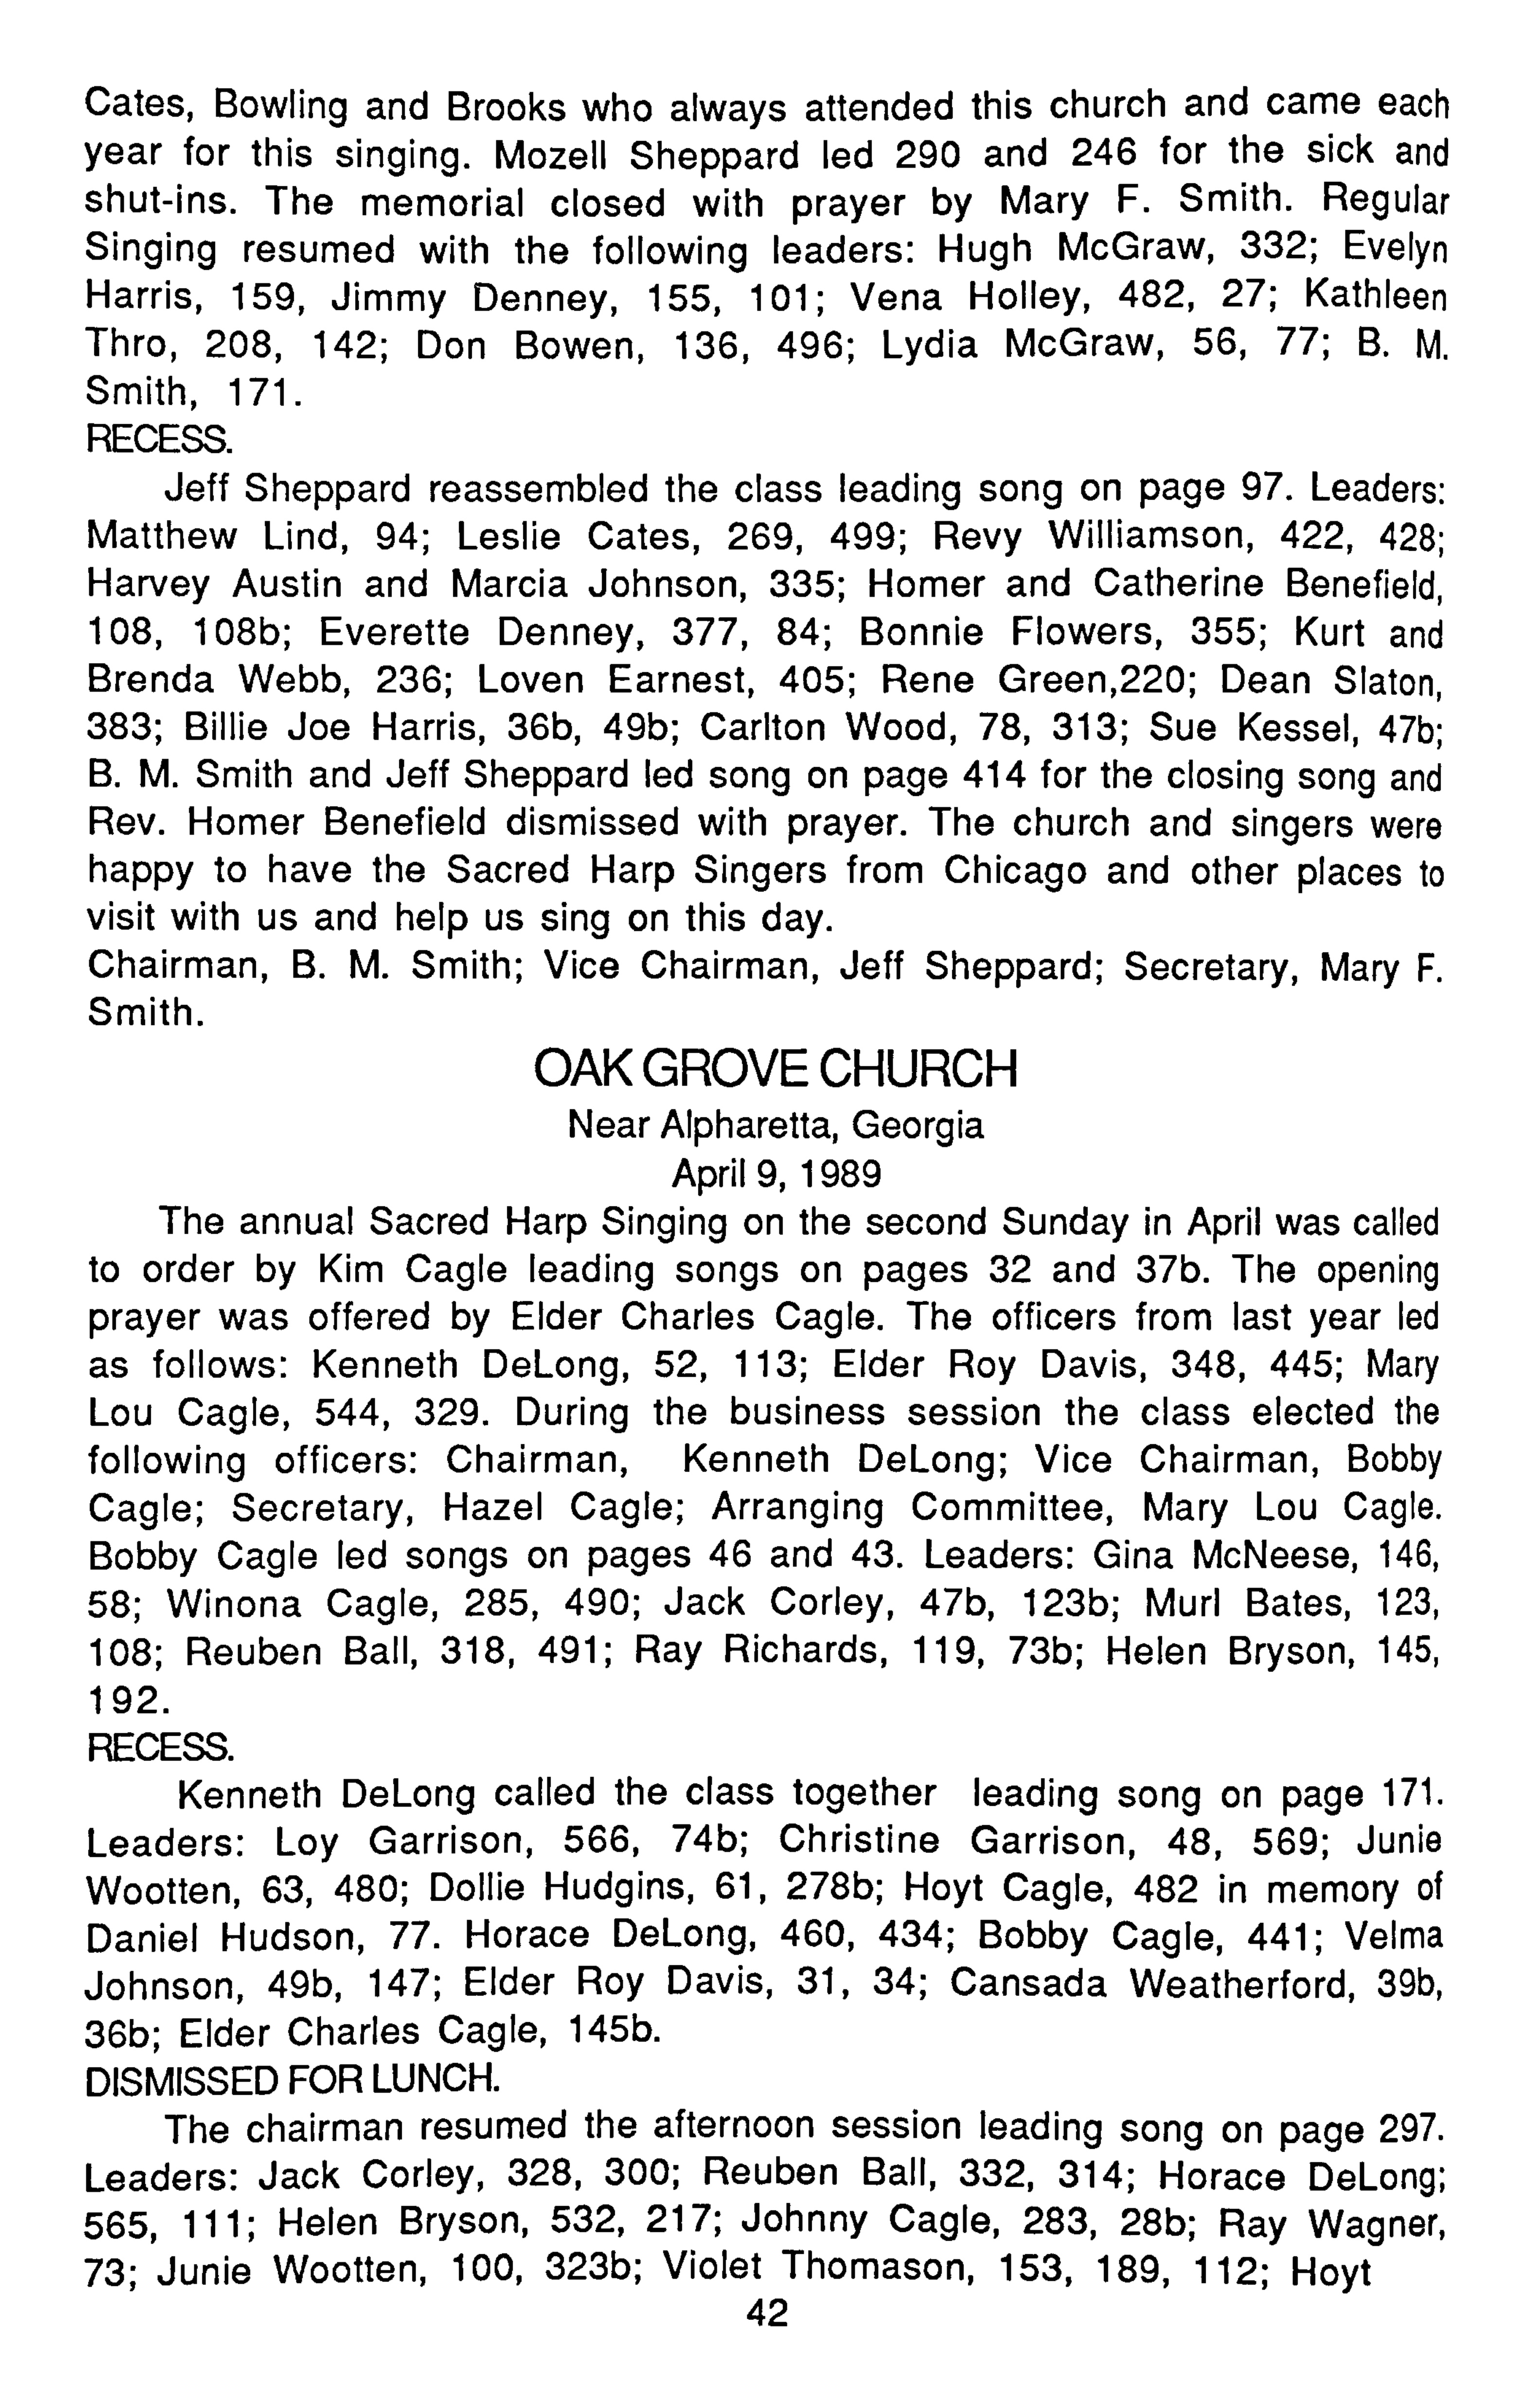 Cates, Bowling and Brooks who always attended this church and came each
year for this singing. Mozell Sheppard led 290 and 246 for the sick and
shut-ins. The memorial closed with prayer by Mary F. Smith. Regular
Singing resumed with the following leaders: Hugh McGraw, 332; Evelyn
Harris, 159, Jimmy Denney, 155, 101; Vena Holley, 482, 27; Kathleen
Thro, 208, 142; Don Bowen, 136, 496; Lydia McGraw, 56, 77; B. M.
Smith, 171.
RECESS.
Jeff Sheppard reassembled the class leading song on page 97. Leaders:
Matthew Lind, 94; Leslie Cates, 269, 499; Revy Williamson, 422, 428;
Harvey Austin and Marcia Johnson, 335; Homer and Catherine Benefield,
108, 108b; Everette Denney, 377, 84; Bonnie Flowers, 355; Kurt and
Brenda Webb, 236; Loven Earnest, 405; Rene Green,220; Dean Slaton,
383; Billie Joe Harris, 36b, 49b; Carlton Wood, 78, 313; Sue Kessel, 47b;
B. M. Smith and Jeff Sheppard led song on page 414 for the closing song and
Rev. Homer Benefield dismissed with prayer. The church and singers were
happy to have the Sacred Harp Singers from Chicago and other places to
visit with us and help us sing on this day.
Chairman, B. M. Smith; Vice Chairman, Jeff Sheppard; Secretary, Mary F.
Smith.
OAK GROVE CHURCH
Near Alpharetta, Georgia
April 9, 1989
The annual Sacred Harp Singing on the second Sunday in April was called
to order by Kim Cagle leading songs on pages 32 and 37b. The opening
prayer was offered by Elder Charles Cagle. The officers from last year led
as follows: Kenneth DeLong, 52, 113; Elder Roy Davis, 348, 445; Mary
Lou Cagle, 544, 329. During the business session the class elected the
following officers: Chairman, Kenneth DeLong; Vice Chairman, Bobby
Cagle; Secretary, Hazel Cagle; Arranging Committee, Mary Lou Cagle.
Bobby Cagle led songs on pages 46 and 43. Leaders: Gina McNeese, 146,
58; Winona Cagle, 285, 490; Jack Corley, 47b, 123b; Murl Bates, 123,
108; Reuben Ball, 318, 491; Ray Richards, 119, 73b; Helen Bryson, 145,
192.
RECESS.
Kenneth DeLong called the class together leading song on page 171.
Leaders: Loy Garrison, 566, 74b; Christine Garrison, 48, 569; Junie
Wootten, 63, 480; Dollie Hudgins, 61, 278b; Hoyt Cagle, 482 in memory of
Daniel Hudson, 77. Horace DeLong, 460, 434; Bobby Cagle, 441; Velma
Johnson, 49b, 147; Elder Roy Davis, 31, 34; Cansada Weatherford, 39b,
36b; Elder Charles Cagle, 145b.
DISMISSED FOR LUNCH.
The chairman resumed the afternoon session leading song on page 297.
Leaders: Jack Corley, 328, 300; Reuben Ball, 332, 314; Horace DeLong;
565, 111; Helen Bryson, 532, 217; Johnny Cagle, 283, 28b; Ray Wagner,
73; Junie Wootten, 100, 323b; Violet Thomason, 153, 189, 112; Hoyt
42